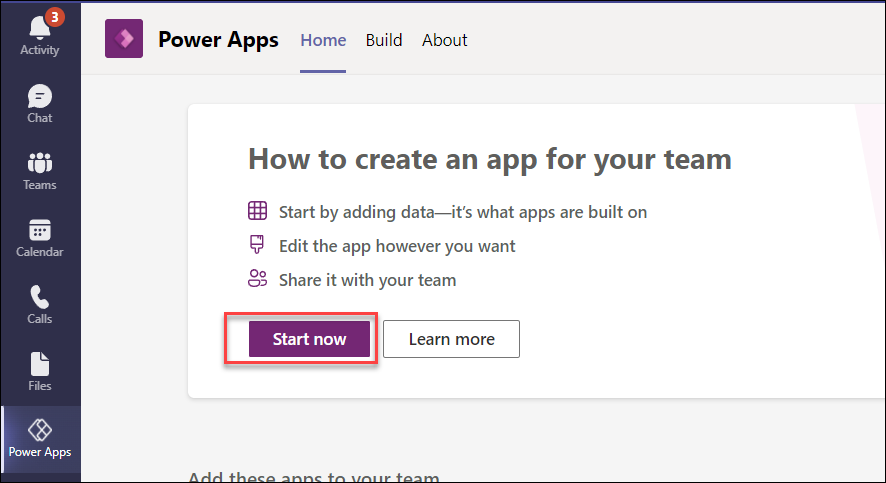 3
Activity
Chat
Teams
Calendar
Calls
Files
Power Apps
Power Apps Home Build About
How to create an app for your team
Start by adding data—it's what apps are built on
Edit the app however you want
Share it with your team
Start now Learn more
Add these apps to your team